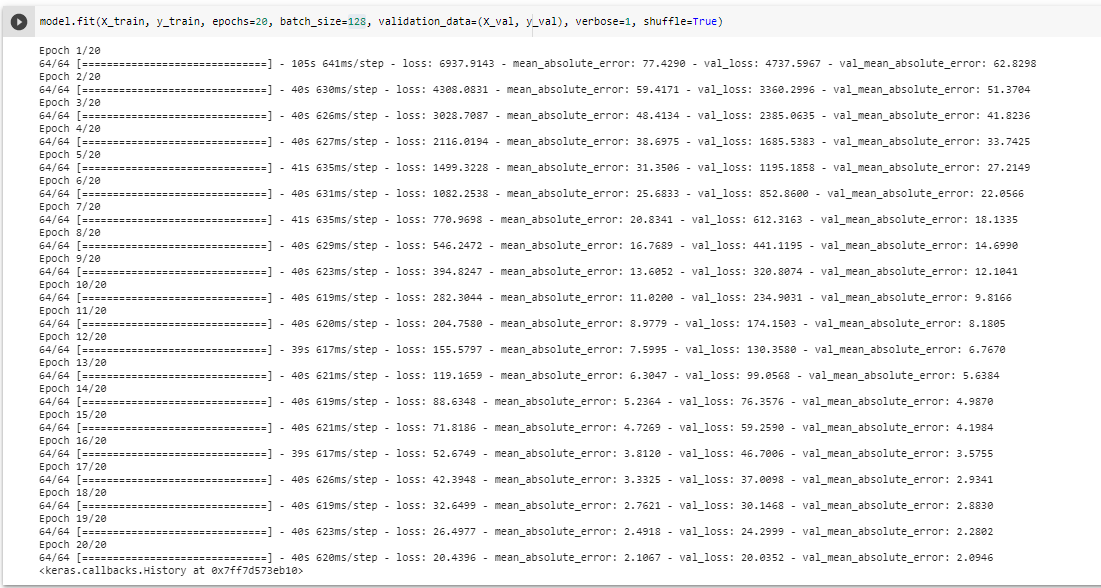 model.fit(X_train, y_train, epochs=20, batch_size=128, validation_data=(X_val, y_val), verbose=1, shuffle=True)
Epoch 1/20
64/64 [==============================] - 105s 641ms/step - loss: 6937.9143 - mean_absolute_error: 77.4290 - val_loss: 4737.5967 - val_mean_absolute_error: 62.8298
Epoch 2/20
64/64 [==============================] - 40s 630ms/step - loss: 4308.0831 - mean_absolute_error: 59.4171 - val_loss: 3360.2996 - val_mean_absolute_error: 51.3704
Epoch 3/20
64/64 [==============================] - 40s 626ms/step - loss: 3028.7087 - mean_absolute_error: 48.4134 - val_loss: 2385.0635 - val_mean_absolute_error: 41.8236
Epoch 4/20
64/64 [==============================] - 40s 627ms/step - loss: 2116.0194 - mean_absolute_error: 38.6975 - val_loss: 1685.5383 - val_mean_absolute_error: 33.7425
Epoch 5/20
64/64 [==============================] - 41s 635ms/step - loss: 1499.3228 - mean_absolute_error: 31.3506 - val_loss: 1195.1858 - val_mean_absolute_error: 27.2149
Epoch 6/20
64/64 [==============================] - 40s 631ms/step - loss: 1082.2538 - mean_absolute_error: 25.6833 - val_loss: 852.8600 - val_mean_absolute_error: 22.0566
Epoch 7/20
64/64 [==============================] - 41s 635ms/step - loss: 770.9698 - mean_absolute_error: 20.8341 - val_loss: 612.3163 - val_mean_absolute_error: 18.1335
Epoch 8/20
64/64 [==============================] - 40s 629ms/step - loss: 546.2472 - mean_absolute_error: 16.7689 - val_loss: 441.1195 - val_mean_absolute_error: 14.6990
Epoch 9/20
64/64 [==============================] - 40s 623ms/step - loss: 394.8247 - mean_absolute_error: 13.6052 - val_loss: 320.8074 - val_mean_absolute_error: 12.1041
Epoch 10/20
64/64 [==============================] - 40s 619ms/step - loss: 282.3044 - mean_absolute_error: 11.0200 - val_loss: 234.9031 - val_mean_absolute_error: 9.8166
Epoch 11/20
64/64 [==============================] - 40s 620ms/step - loss: 204.7580 - mean_absolute_error: 8.9779 - val_loss: 174.1503 - val_mean_absolute_error: 8.1805
Epoch 12/20
64/64 [==============================] - 39s 617ms/step - loss: 155.5797 - mean_absolute_error: 7.5995 - val_loss: 130.3580 - val_mean_absolute_error: 6.7670
Epoch 13/20
64/64 [==============================] - 40s 621ms/step - loss: 119.1659 - mean_absolute_error: 6.3047 - val_loss: 99.0568 - val_mean_absolute_error: 5.6384
Epoch 14/20
64/64 [==============================] - 40s 619ms/step - loss: 88.6348 - mean_absolute_error: 5.2364 - val_loss: 76.3576 - val_mean_absolute_error: 4.9870
Epoch 15/20
64/64 [==============================] - 40s 621ms/step - loss: 71.8186 - mean_absolute_error: 4.7269 - val_loss: 59.2590 - val_mean_absolute_error: 4.1984
Epoch 16/20
64/64 [==============================] - 39s 617ms/step - loss: 52.6749 - mean_absolute_error: 3.8120 - val_loss: 46.7006 - val_mean_absolute_error: 3.5755
Epoch 17/20
64/64 [==============================] - 40s 626ms/step - loss: 42.3948 - mean_absolute_error: 3.3325 - val_loss: 37.0098 - val_mean_absolute_error: 2.9341
Epoch 18/20
64/64 [==============================] - 40s 619ms/step - loss: 32.6499 - mean_absolute_error: 2.7621 - val_loss: 30.1468 - val_mean_absolute_error: 2.8830
Epoch 19/20
64/64 [==============================] - 40s 623ms/step - loss: 26.4977 - mean_absolute_error: 2.4918 - val_loss: 24.2999 - val_mean_absolute_error: 2.2802
Epoch 20/20
64/64 [==============================] - 40s 620ms/step - loss: 20.4396 - mean_absolute_error: 2.1067 - val_loss: 20.0352 - val_mean_absolute_error: 2.0946
<keras.callbacks.History at 0x7ff7d573eb10>